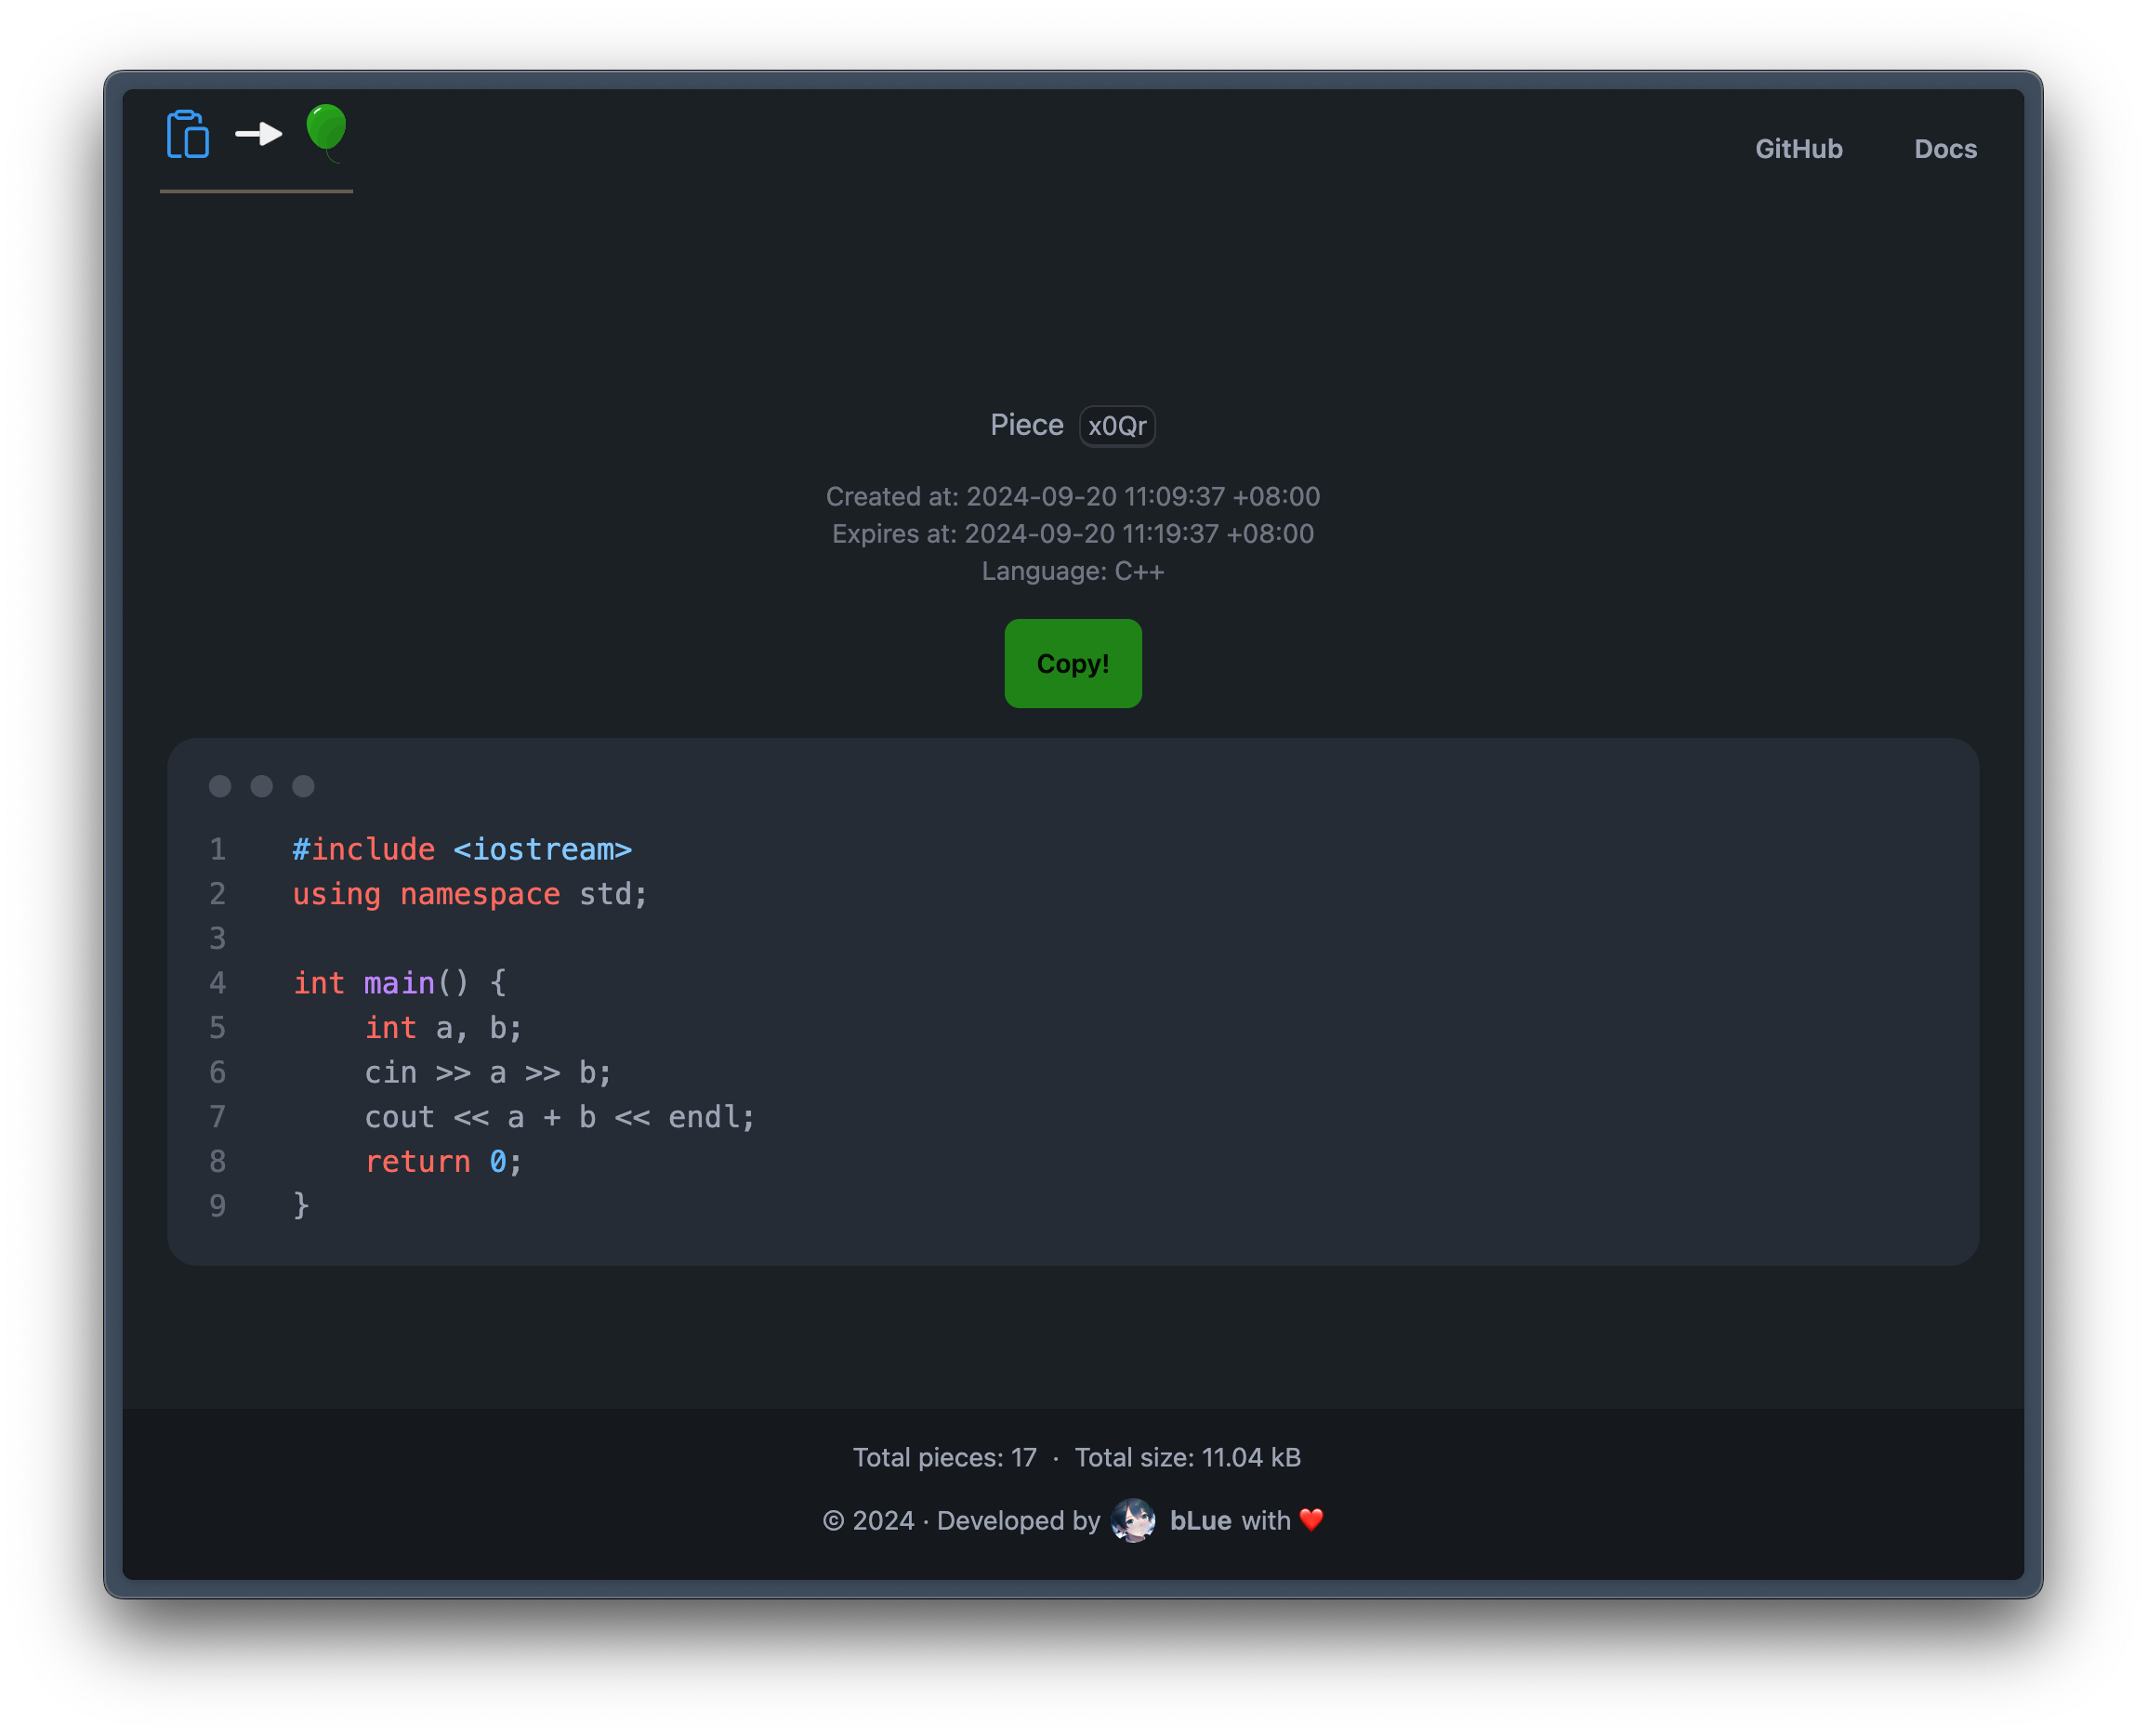 GitHub Docs
Piece x0Qr
Created at: 2024-09-20 11:09:37 +08:00
Expires at: 2024-09-20 11:19:37 +08:00
Language: C++
Copy!
1 #include <iostream>
2 using namespace std;
3
4 int main() {
5     int a, b;
6     cin >> a >> b;
7     cout << a + b << endl;
8     return 0;
9 }
Total pieces: 17 · Total size: 11.04 kB
© 2024 · Developed by bLue with ❤️